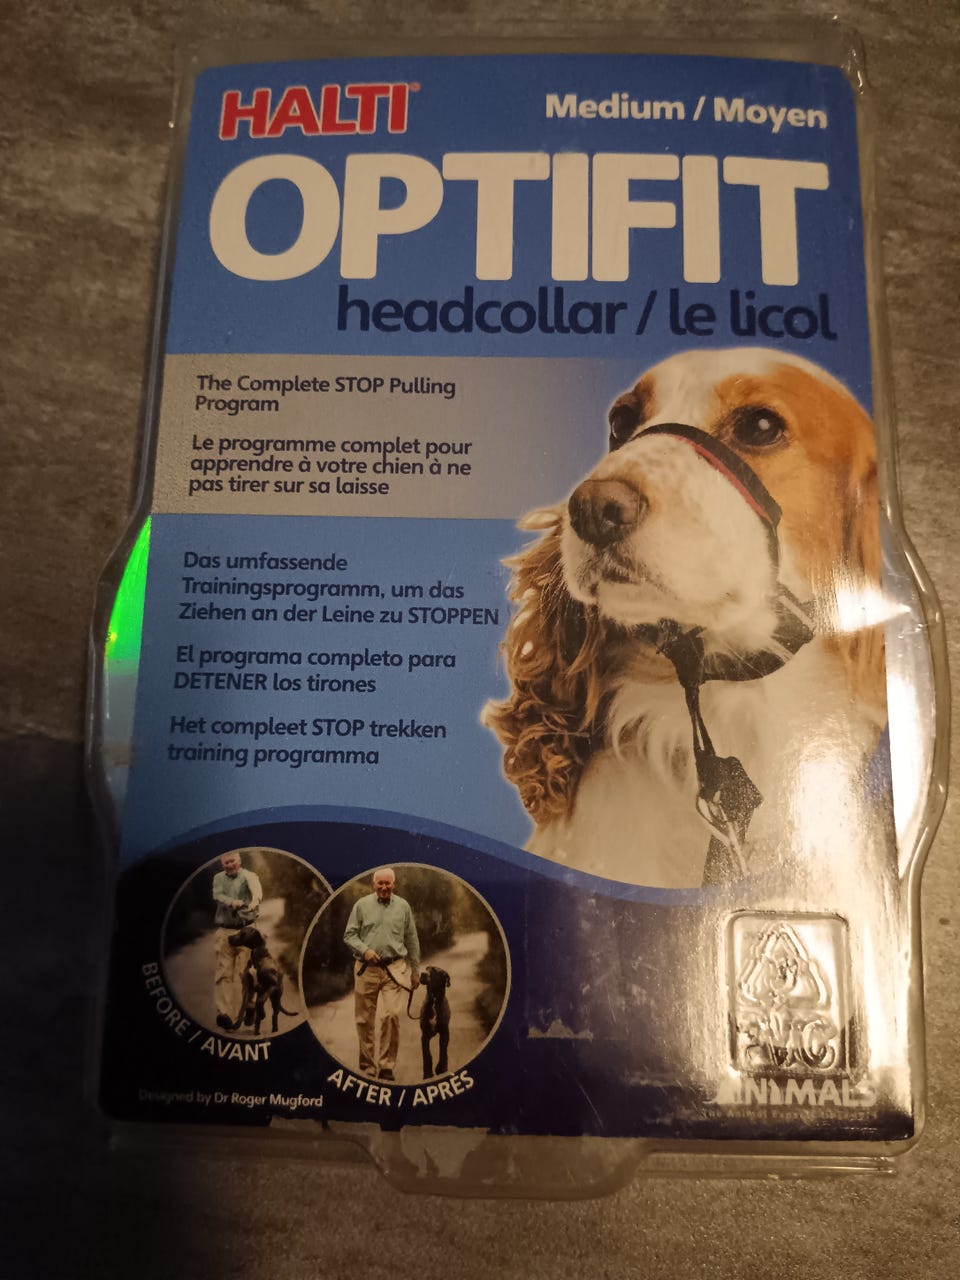 HALTI®
Medium / Moyen
OPTIFIT
headcollar / le licol
The Complete STOP Pulling
Program
Le programme complet pour
apprendre à votre chien à ne
pas tirer sur sa laisse
Das umfassende
Trainingsprogramm, um das
Ziehen an der Leine zu STOPPEN
El programa completo para
DETENER los tirones
Het compleet STOP trekken
training programma
BEFORE / AVANT
AFTER / APRÈS
Designed by Dr Roger Mugford
PVC
ANIMALS
The Animal